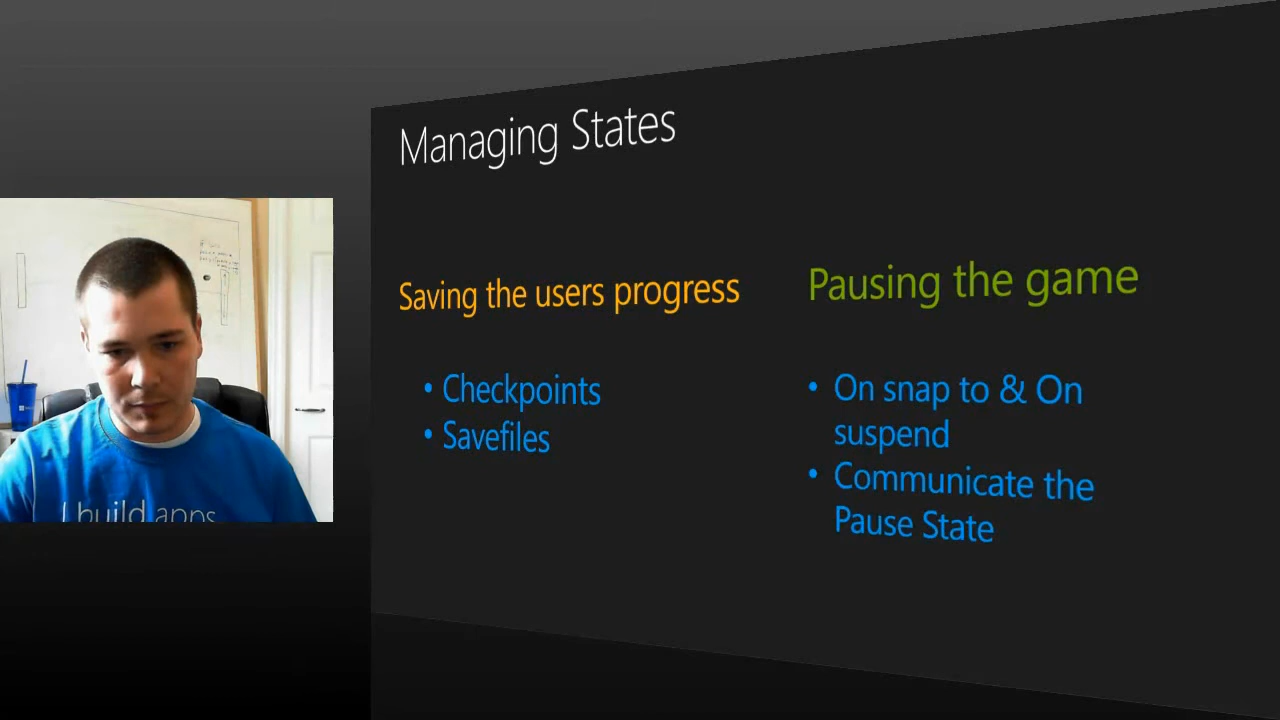 Managing States
Saving the users progress
• Checkpoints
• Savefiles
Pausing the game
• On snap to & On
suspend
• Communicate the
Pause State
I build apps